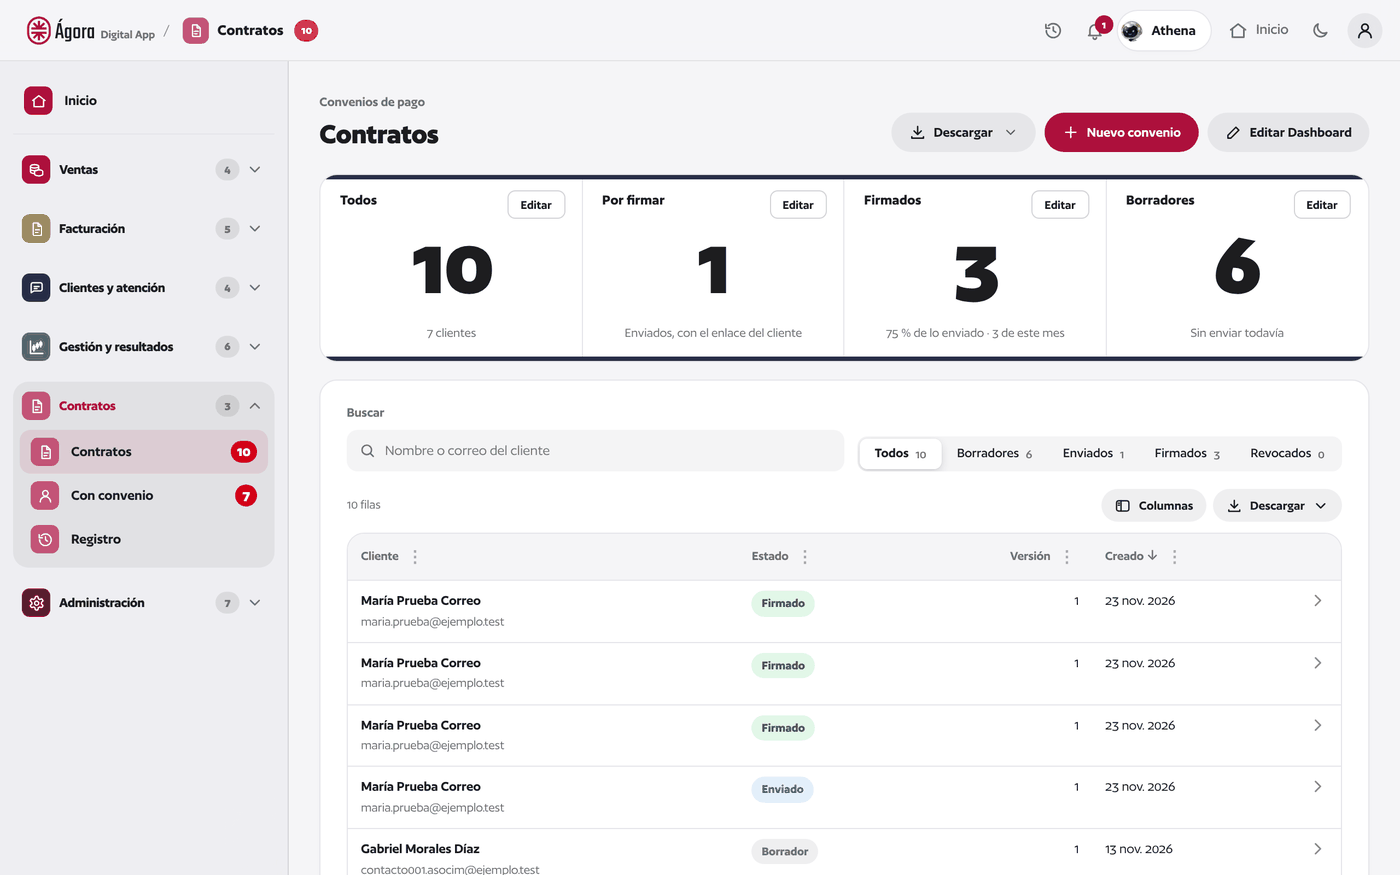 Ágora Digital App / Contratos 10
1 Athena Inicio
Inicio
Ventas 4
Facturación 5
Clientes y atención 4
Gestión y resultados 6
Contratos 3
Contratos 10
Con convenio 7
Registro
Administración 7
Convenios de pago
Contratos
Descargar Nuevo convenio Editar Dashboard
Todos Editar
10
7 clientes
Por firmar Editar
1
Enviados, con el enlace del cliente
Firmados Editar
3
75 % de lo enviado · 3 de este mes
Borradores Editar
6
Sin enviar todavía
Buscar
Nombre o correo del cliente
Todos 10 Borradores 6 Enviados 1 Firmados 3 Revocados 0
10 filas
Columnas Descargar
Cliente Estado Versión Creado
María Prueba Correo Firmado 1 23 nov. 2026
maria.prueba@ejemplo.test
María Prueba Correo Firmado 1 23 nov. 2026
maria.prueba@ejemplo.test
María Prueba Correo Firmado 1 23 nov. 2026
maria.prueba@ejemplo.test
María Prueba Correo Enviado 1 23 nov. 2026
maria.prueba@ejemplo.test
Gabriel Morales Díaz Borrador 1 13 nov. 2026
contacto001.asocim@ejemplo.test